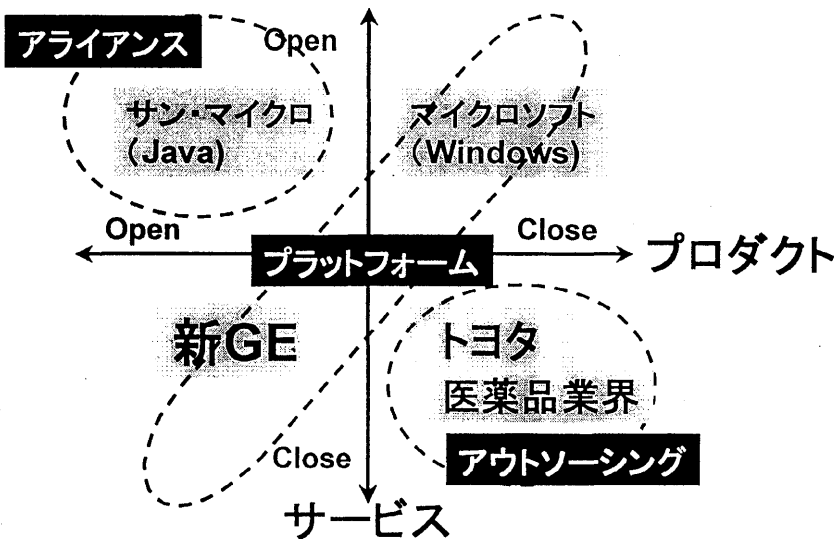 アライアンス
Open
サン・マイクロ
(Java)
マイクロソフト
(Windows)
Open
Close
プロダクト
プラットフォーム
新GE
トヨタ
医薬品業界
Close
アウトソーシング
サービス